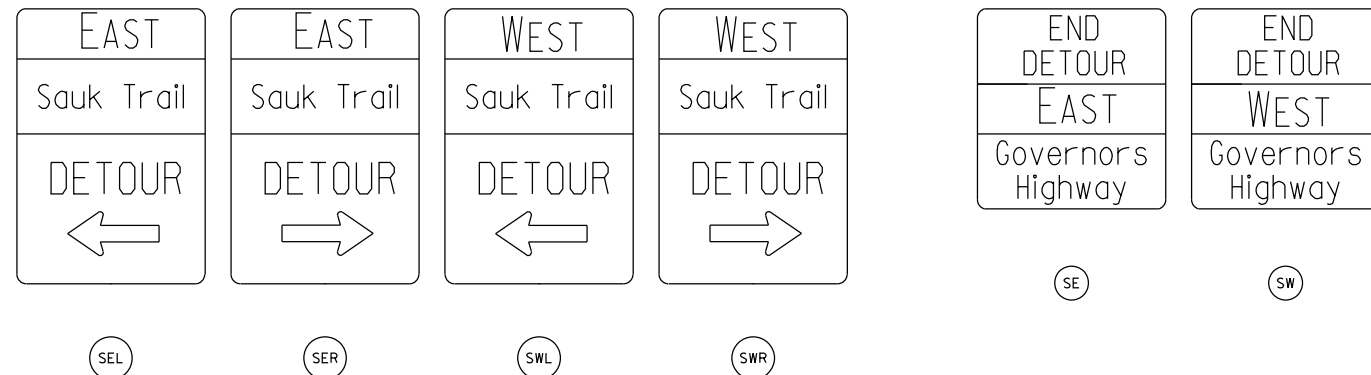 EAST
Sauk Trail
DETOUR
SEL
EAST
Sauk Trail
DETOUR
SER
WEST
Sauk Trail
DETOUR
SWL
WEST
Sauk Trail
DETOUR
SWR
END
DETOUR
EAST
Governors
Highway
SE
END
DETOUR
WEST
Governors
Highway
SW